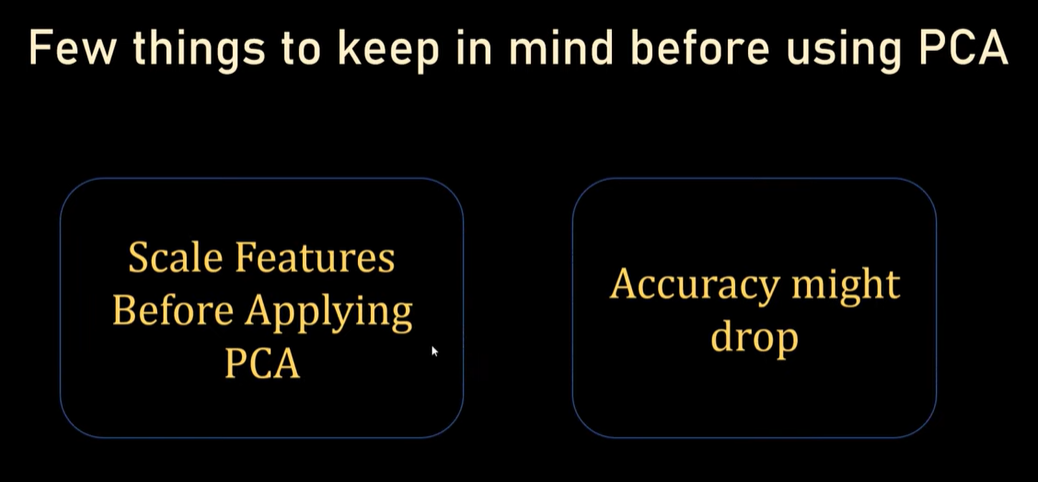 Few things to keep in mind before using PCA
Scale Features
Before Applying
PCA
Accuracy might
drop